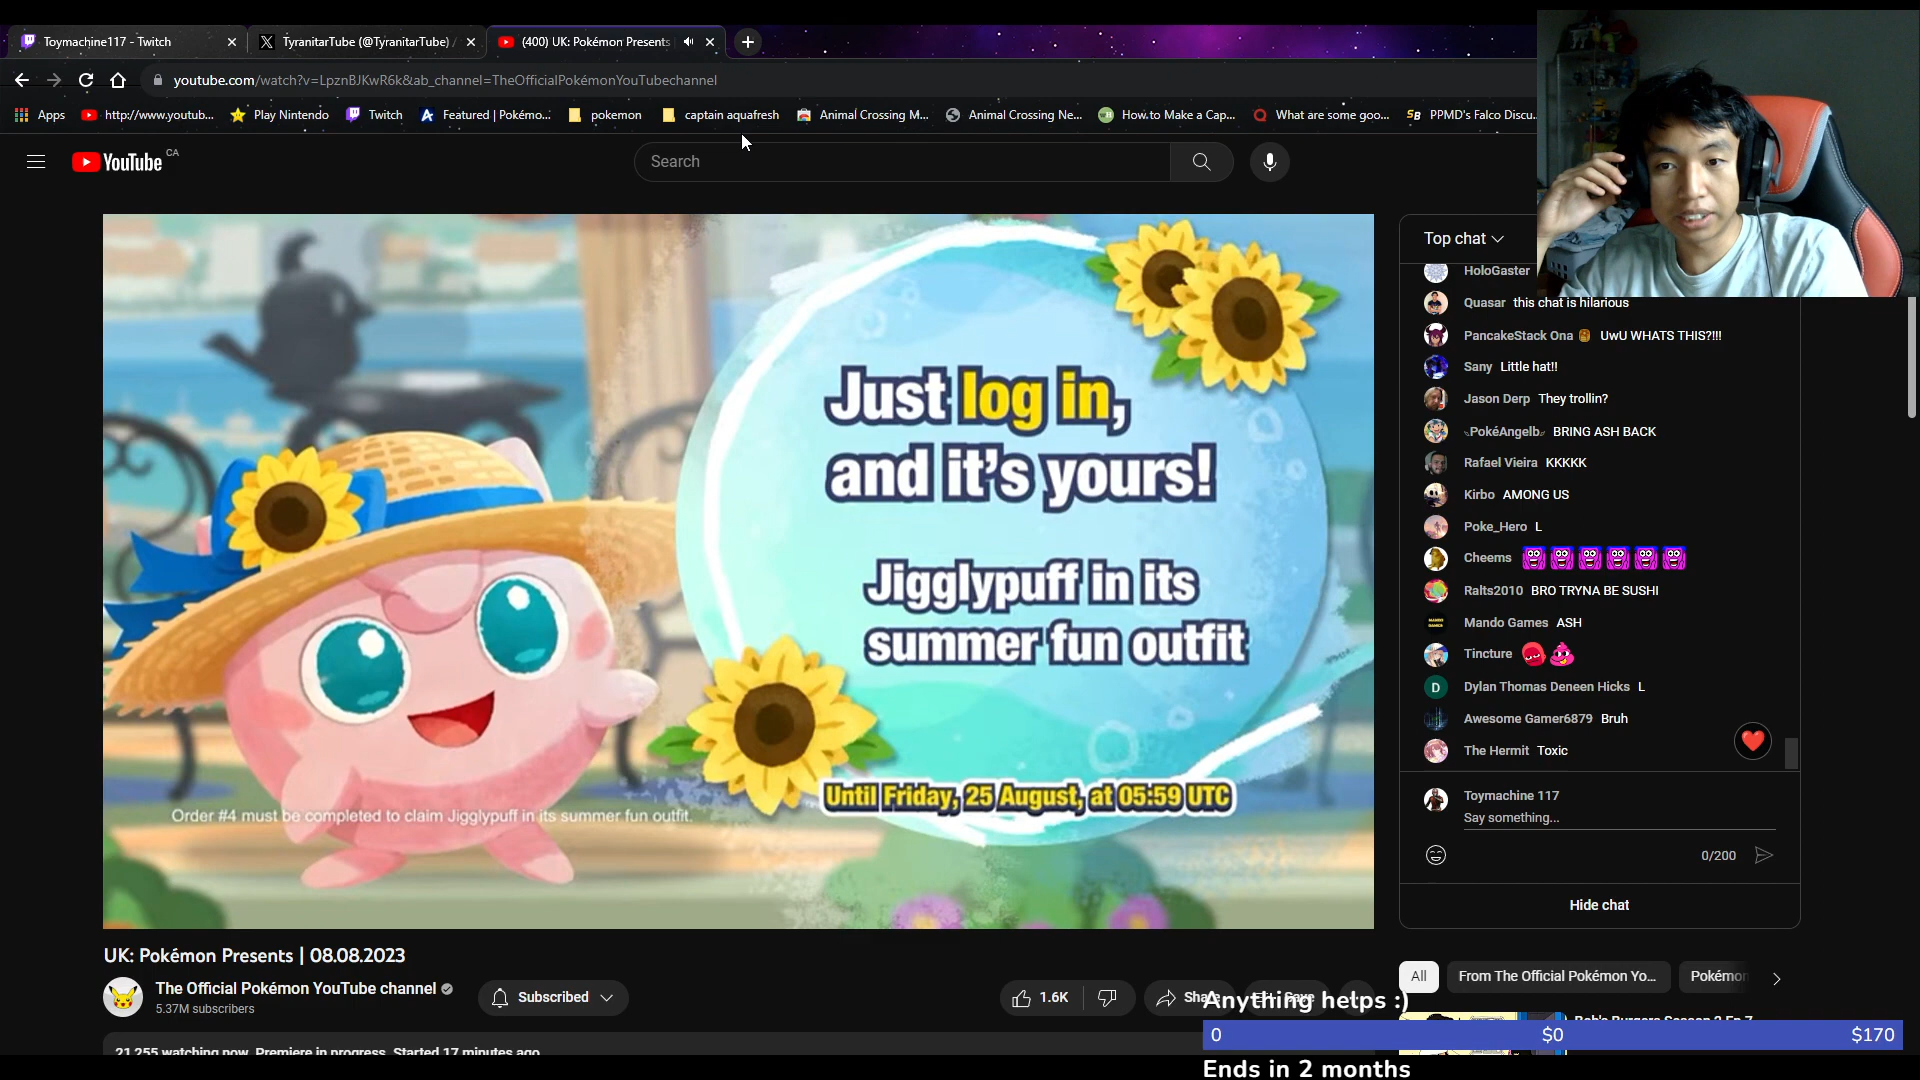 Toymachine117 - Twitch
TyranitarTube (@TyranitarTube) /
(400) UK: Pokémon Presents
youtube.com/watch?v=LpznBJKwR6k&ab_channel=TheOfficialPokémonYouTubechannel
Apps
http://www.youtub...
Play Nintendo
Twitch
Featured | Pokémo...
pokemon
captain aquafresh
Animal Crossing M...
Animal Crossing Ne...
How to Make a Cap...
What are some goo...
PPMD's Falco Discu...
YouTube CA
Search
Just log in,
and it's yours!
Jigglypuff in its
summer fun outfit
Until Friday, 25 August, at 05:59 UTC
Order #4 must be completed to claim Jigglypuff in its summer fun outfit.
Top chat
HoloGaster
Quasar this chat is hilarious
PancakeStack Ona UwU WHATS THIS?!!!
Sany Little hat!!
Jason Derp They trollin?
PokéAngelb BRING ASH BACK
Rafael Vieira KKKKK
Kirbo AMONG US
Poke_Hero L
Cheems
Ralts2010 BRO TRYNA BE SUSHI
Mando Games ASH
Tincture
D Dylan Thomas Deneen Hicks L
Awesome Gamer6879 Bruh
The Hermit Toxic
Toymachine 117
Say something...
0/200
Hide chat
UK: Pokémon Presents | 08.08.2023
The Official Pokémon YouTube channel
5.37M subscribers
Subscribed
1.6K
Share
Save
All
From The Official Pokémon Yo...
Pokémon
Anything helps :)
Bob's Burgers Season 2 Ep 7
0 $0 $170
Ends in 2 months
21,255 watching now Premiere in progress. Started 17 minutes ago